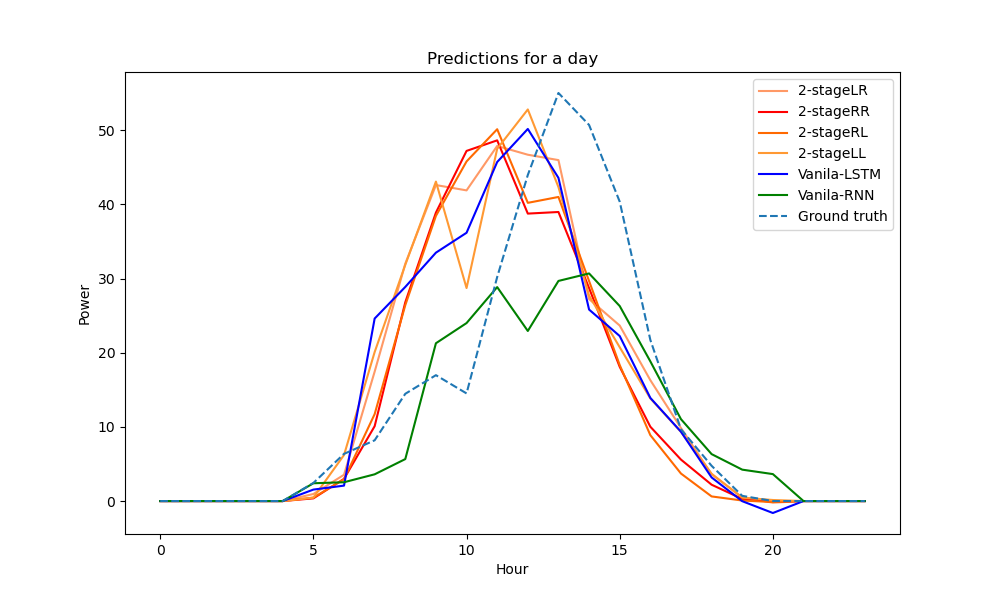 Predictions for a day
2-stageLR
2-stageRR
2-stageRL
2-stageLL
Vanila-LSTM
Vanila-RNN
Ground truth
Power
50
40
30
20
10
0
0 5 10 15 20
Hour